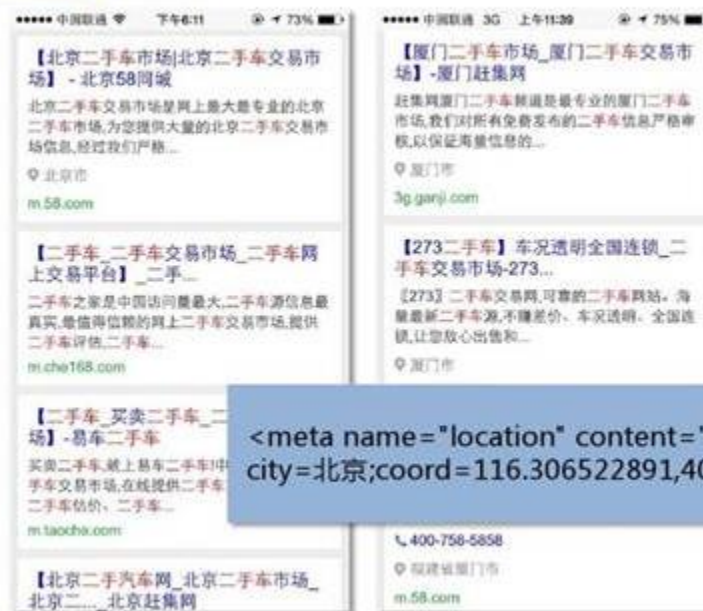 中国联通 下午6:11 73%
【北京二手车市场|北京二手车交易市
场】 - 北京58同城
北京二手车交易市场是网上最大最专业的北京
二手车市场,为您提供大量的北京二手车交易市
场信息,经过我们严格...
北京市
m.58.com
【二手车_二手车交易市场_二手车网
上交易平台】_二手...
二手车之家是中国访问量最大,二手车源信息最
真实,最值得信赖的网上二手车交易市场,提供
二手车评估,二手车...
m.che168.com
【二手车_买卖二手车_二
场】-易车二手车
买卖二手车,就上易车二手车!中
手车交易市场,在线提供二手车
二手车估价、二手车...
m.taoche.com
【北京二手汽车网_北京二手车市场_
北京二..._北京赶集网
中国联通 3G 上午11:39 75%
【厦门二手车市场_厦门二手车交易市
场】-厦门赶集网
赶集网厦门二手车频道是最专业的厦门二手车
市场,我们对所有免费发布的二手车信息严格审
核,以保证海量信息的...
厦门市
3g.ganji.com
【273二手车】车况透明全国连锁_二
手车交易市场-273...
〖273〗二手车交易网,可靠的二手车网站。海
量最新二手车源,不赚差价、车况透明、全国连
锁,让您放心出售和...
厦门市
<meta name="location" content="
city=北京;coord=116.306522891,40
400-758-5858
福建省厦门市
m.58.com